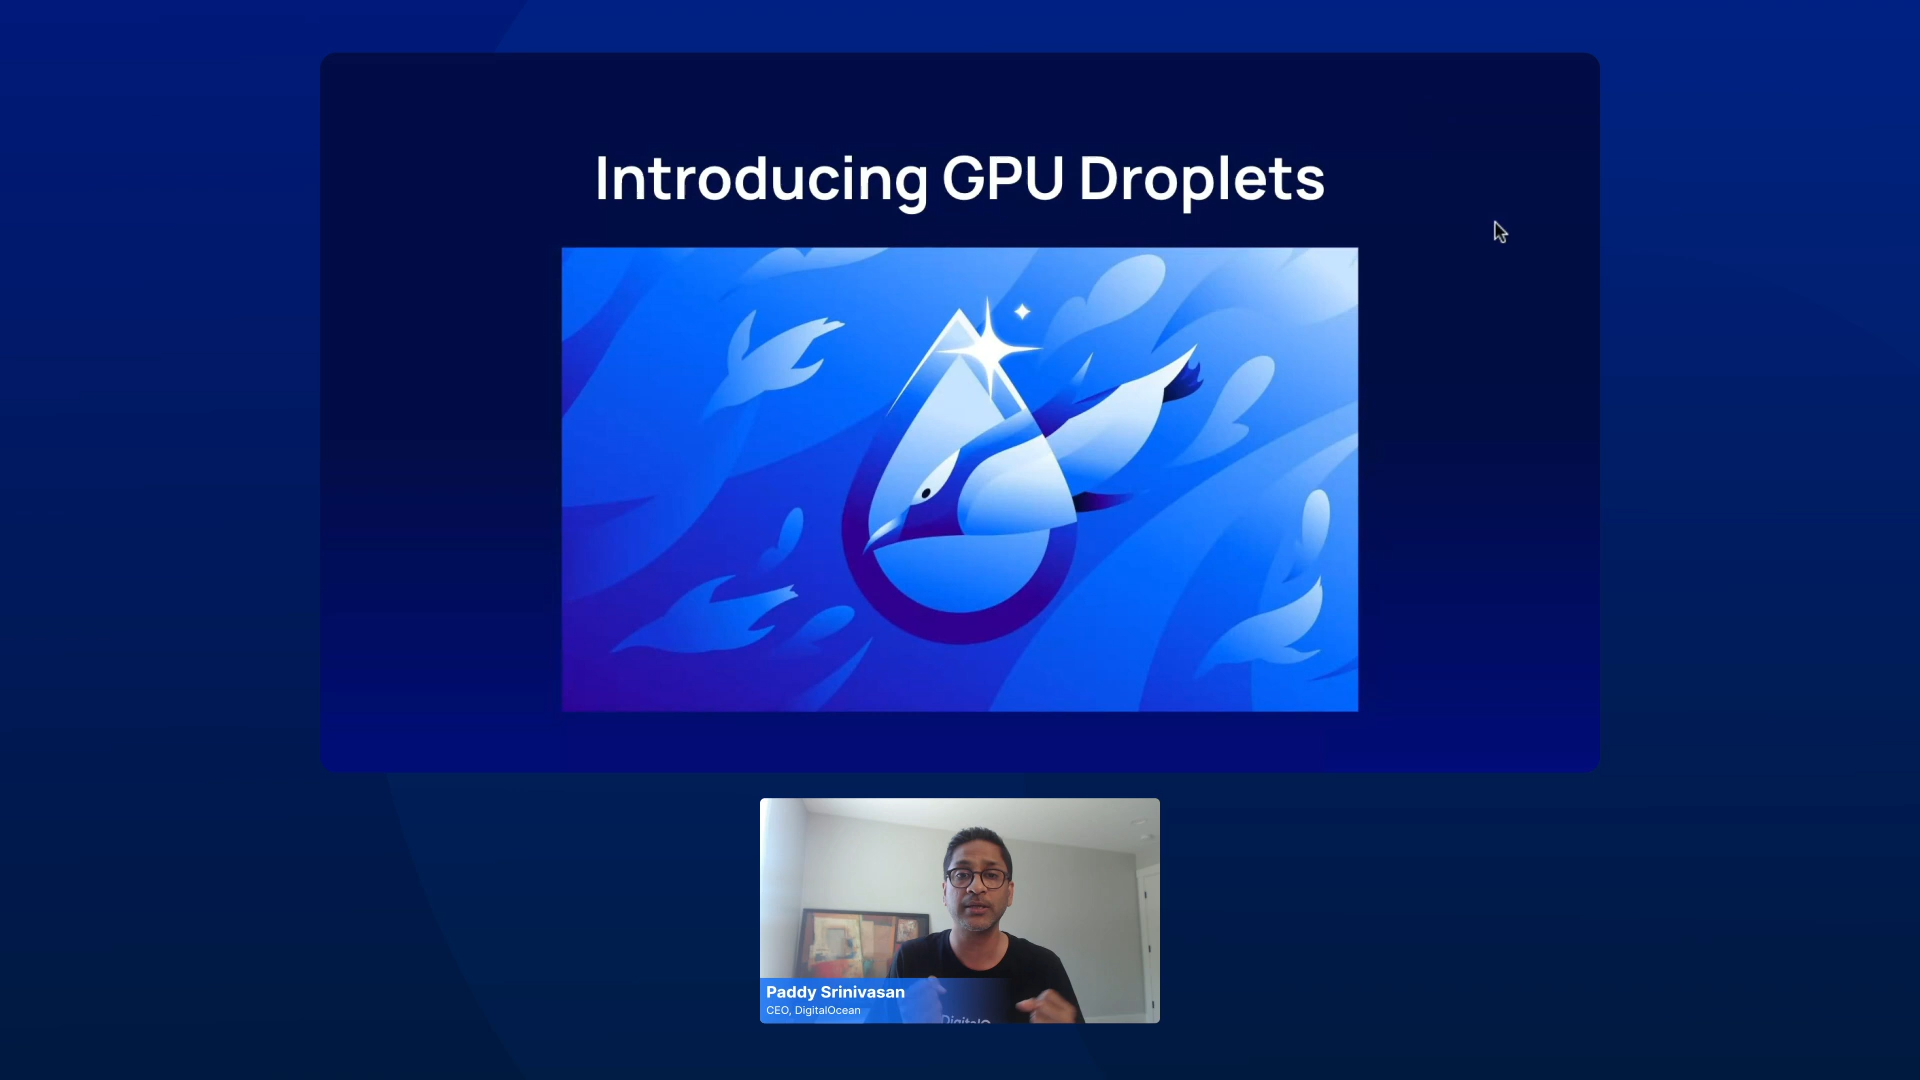 Introducing GPU Droplets
Paddy Srinivasan
CEO, DigitalOcean